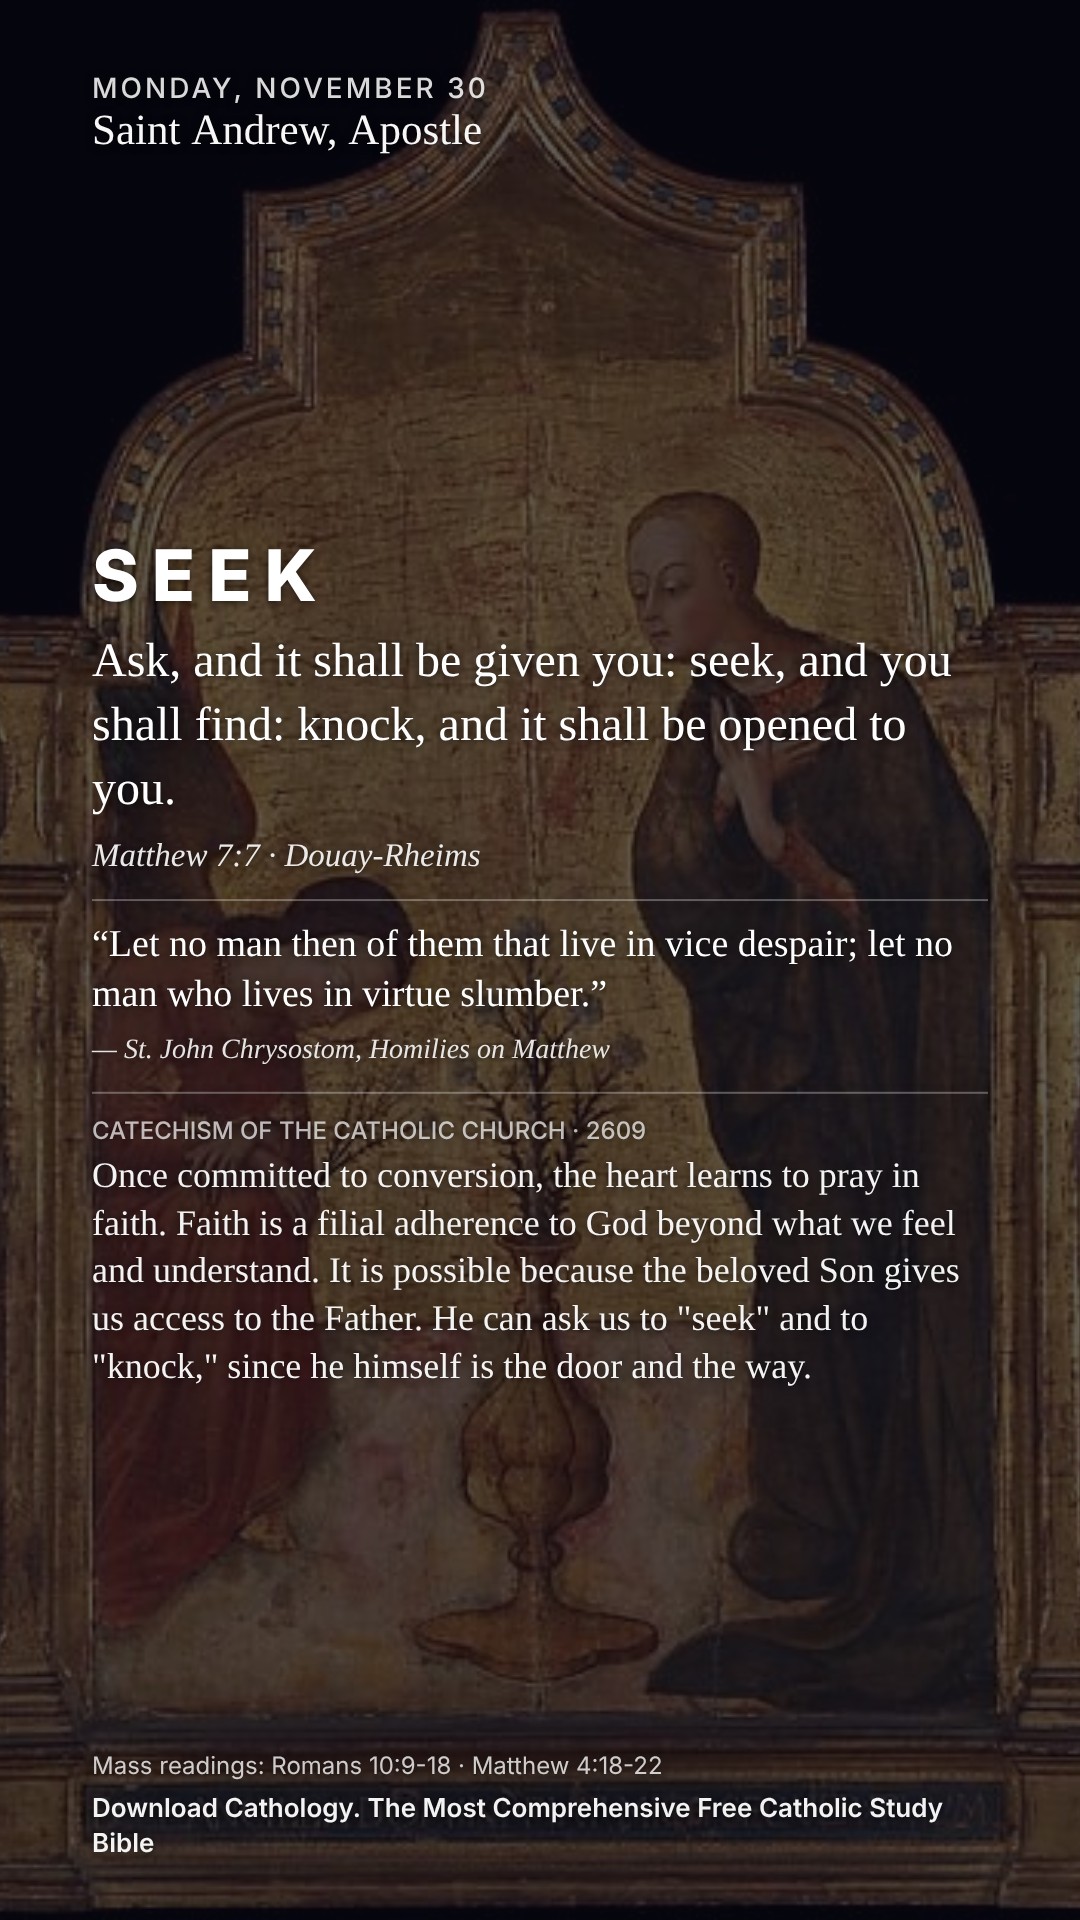 MONDAY, NOVEMBER 30
Saint Andrew, Apostle
SEEK
Ask, and it shall be given you: seek, and you
shall find: knock, and it shall be opened to
you.
Matthew 7:7 · Douay-Rheims
“Let no man then of them that live in vice despair; let no
man who lives in virtue slumber.”
— St. John Chrysostom, Homilies on Matthew
CATECHISM OF THE CATHOLIC CHURCH · 2609
Once committed to conversion, the heart learns to pray in
faith. Faith is a filial adherence to God beyond what we feel
and understand. It is possible because the beloved Son gives
us access to the Father. He can ask us to "seek" and to
"knock," since he himself is the door and the way.
Mass readings: Romans 10:9-18 · Matthew 4:18-22
Download Cathology. The Most Comprehensive Free Catholic Study
Bible